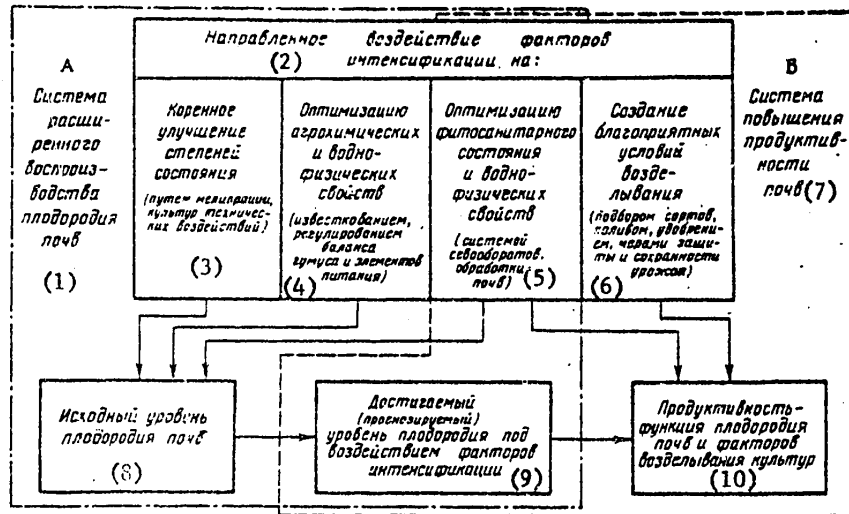 Направленное воздействие факторов
(2) интенсификации на:
А
Система
расши-
ренного
воспроиз-
водства
плодородия
почв
(1)
Коренное
улучшение
степеней
состояния
(путем мелиорации,
культур техничес-
ких воздействий)
(3)
Оптимизацию
агрохимических
и водно-
физических
свойств
(известкованием,
регулированием
баланса
гумуса и элементов
питания)
(4)
Оптимизацию
фитосанитарного
состояния
и водно-
физических
свойств
(системой
севооборотов,
обработки
почв)
(5)
Создание
благоприятных
условий
возде-
лывания
(подбором сортов,
поливом, удобрени-
ем, мерами защи-
ты и сохранности
урожая)
(6)
В
Система
повышения
продуктив-
ности
почв (7)
Исходный уровень
плодородия почв
(8)
Достигаемый
(прогнозируемый)
уровень плодородия под
воздействием факторов
интенсификации
(9)
Продуктивность-
функция плодородия
почв и факторов
возделывания культур
(10)